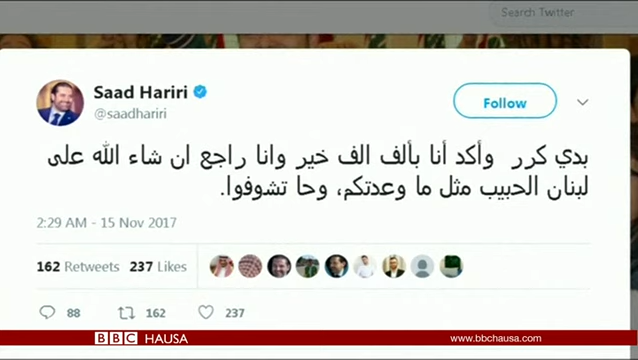 Search Twitter
Saad Hariri
@saadhariri
Follow
بدي كرر وأكد أنا بألف الف خير وانا راجع ان شاء الله على
لبنان الحبيب مثل ما وعدتكم، وحا تشوفوا.
2:29 AM - 15 Nov 2017
162 Retweets 237 Likes
88 162 237
BBC HAUSA www.bbchausa.com